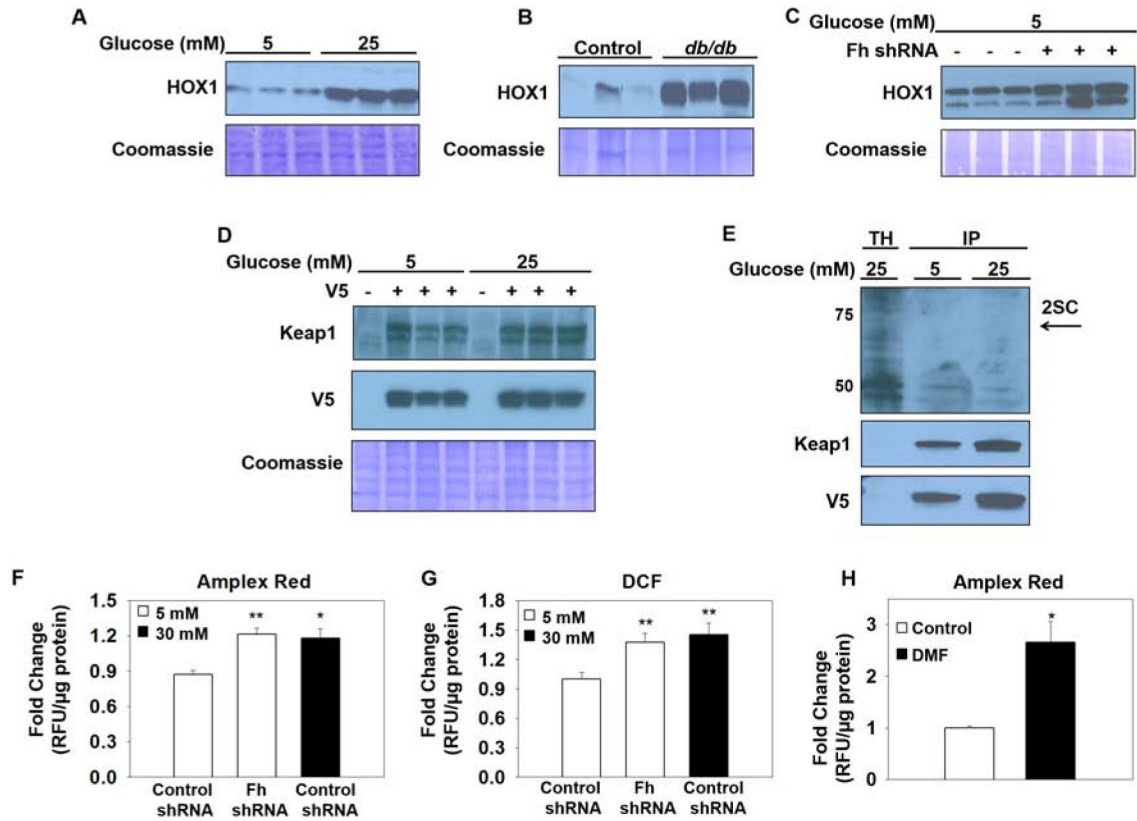 A
Glucose (mM) 5 25
HOX1
Coomassie
B
Control db/db
HOX1
Coomassie
C
Glucose (mM) 5
Fh shRNA - - - + + +
HOX1
Coomassie
D
Glucose (mM) 5 25
V5 - + + + - + + +
Keap1
V5
Coomassie
E
TH IP
Glucose (mM) 25 5 25
75
2SC
50
Keap1
V5
F
Amplex Red
Fold Change
(RFU/µg protein)
1.5
1.2
0.9
0.6
0.3
0.0
5 mM
30 mM
**
*
Control
shRNA
Fh
shRNA
Control
shRNA
G
DCF
Fold Change
(RFU/µg protein)
1.8
1.5
1.2
0.9
0.6
0.3
0.0
5 mM
30 mM
**
**
Control
shRNA
Fh
shRNA
Control
shRNA
H
Amplex Red
Fold Change
(RFU/µg protein)
3
2
1
0
Control
DMF
*